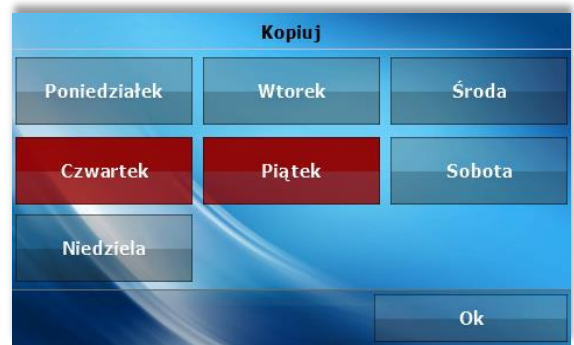 Kopiuj
Poniedziałek Wtorek Środa
Czwartek Piątek Sobota
Niedziela
Ok